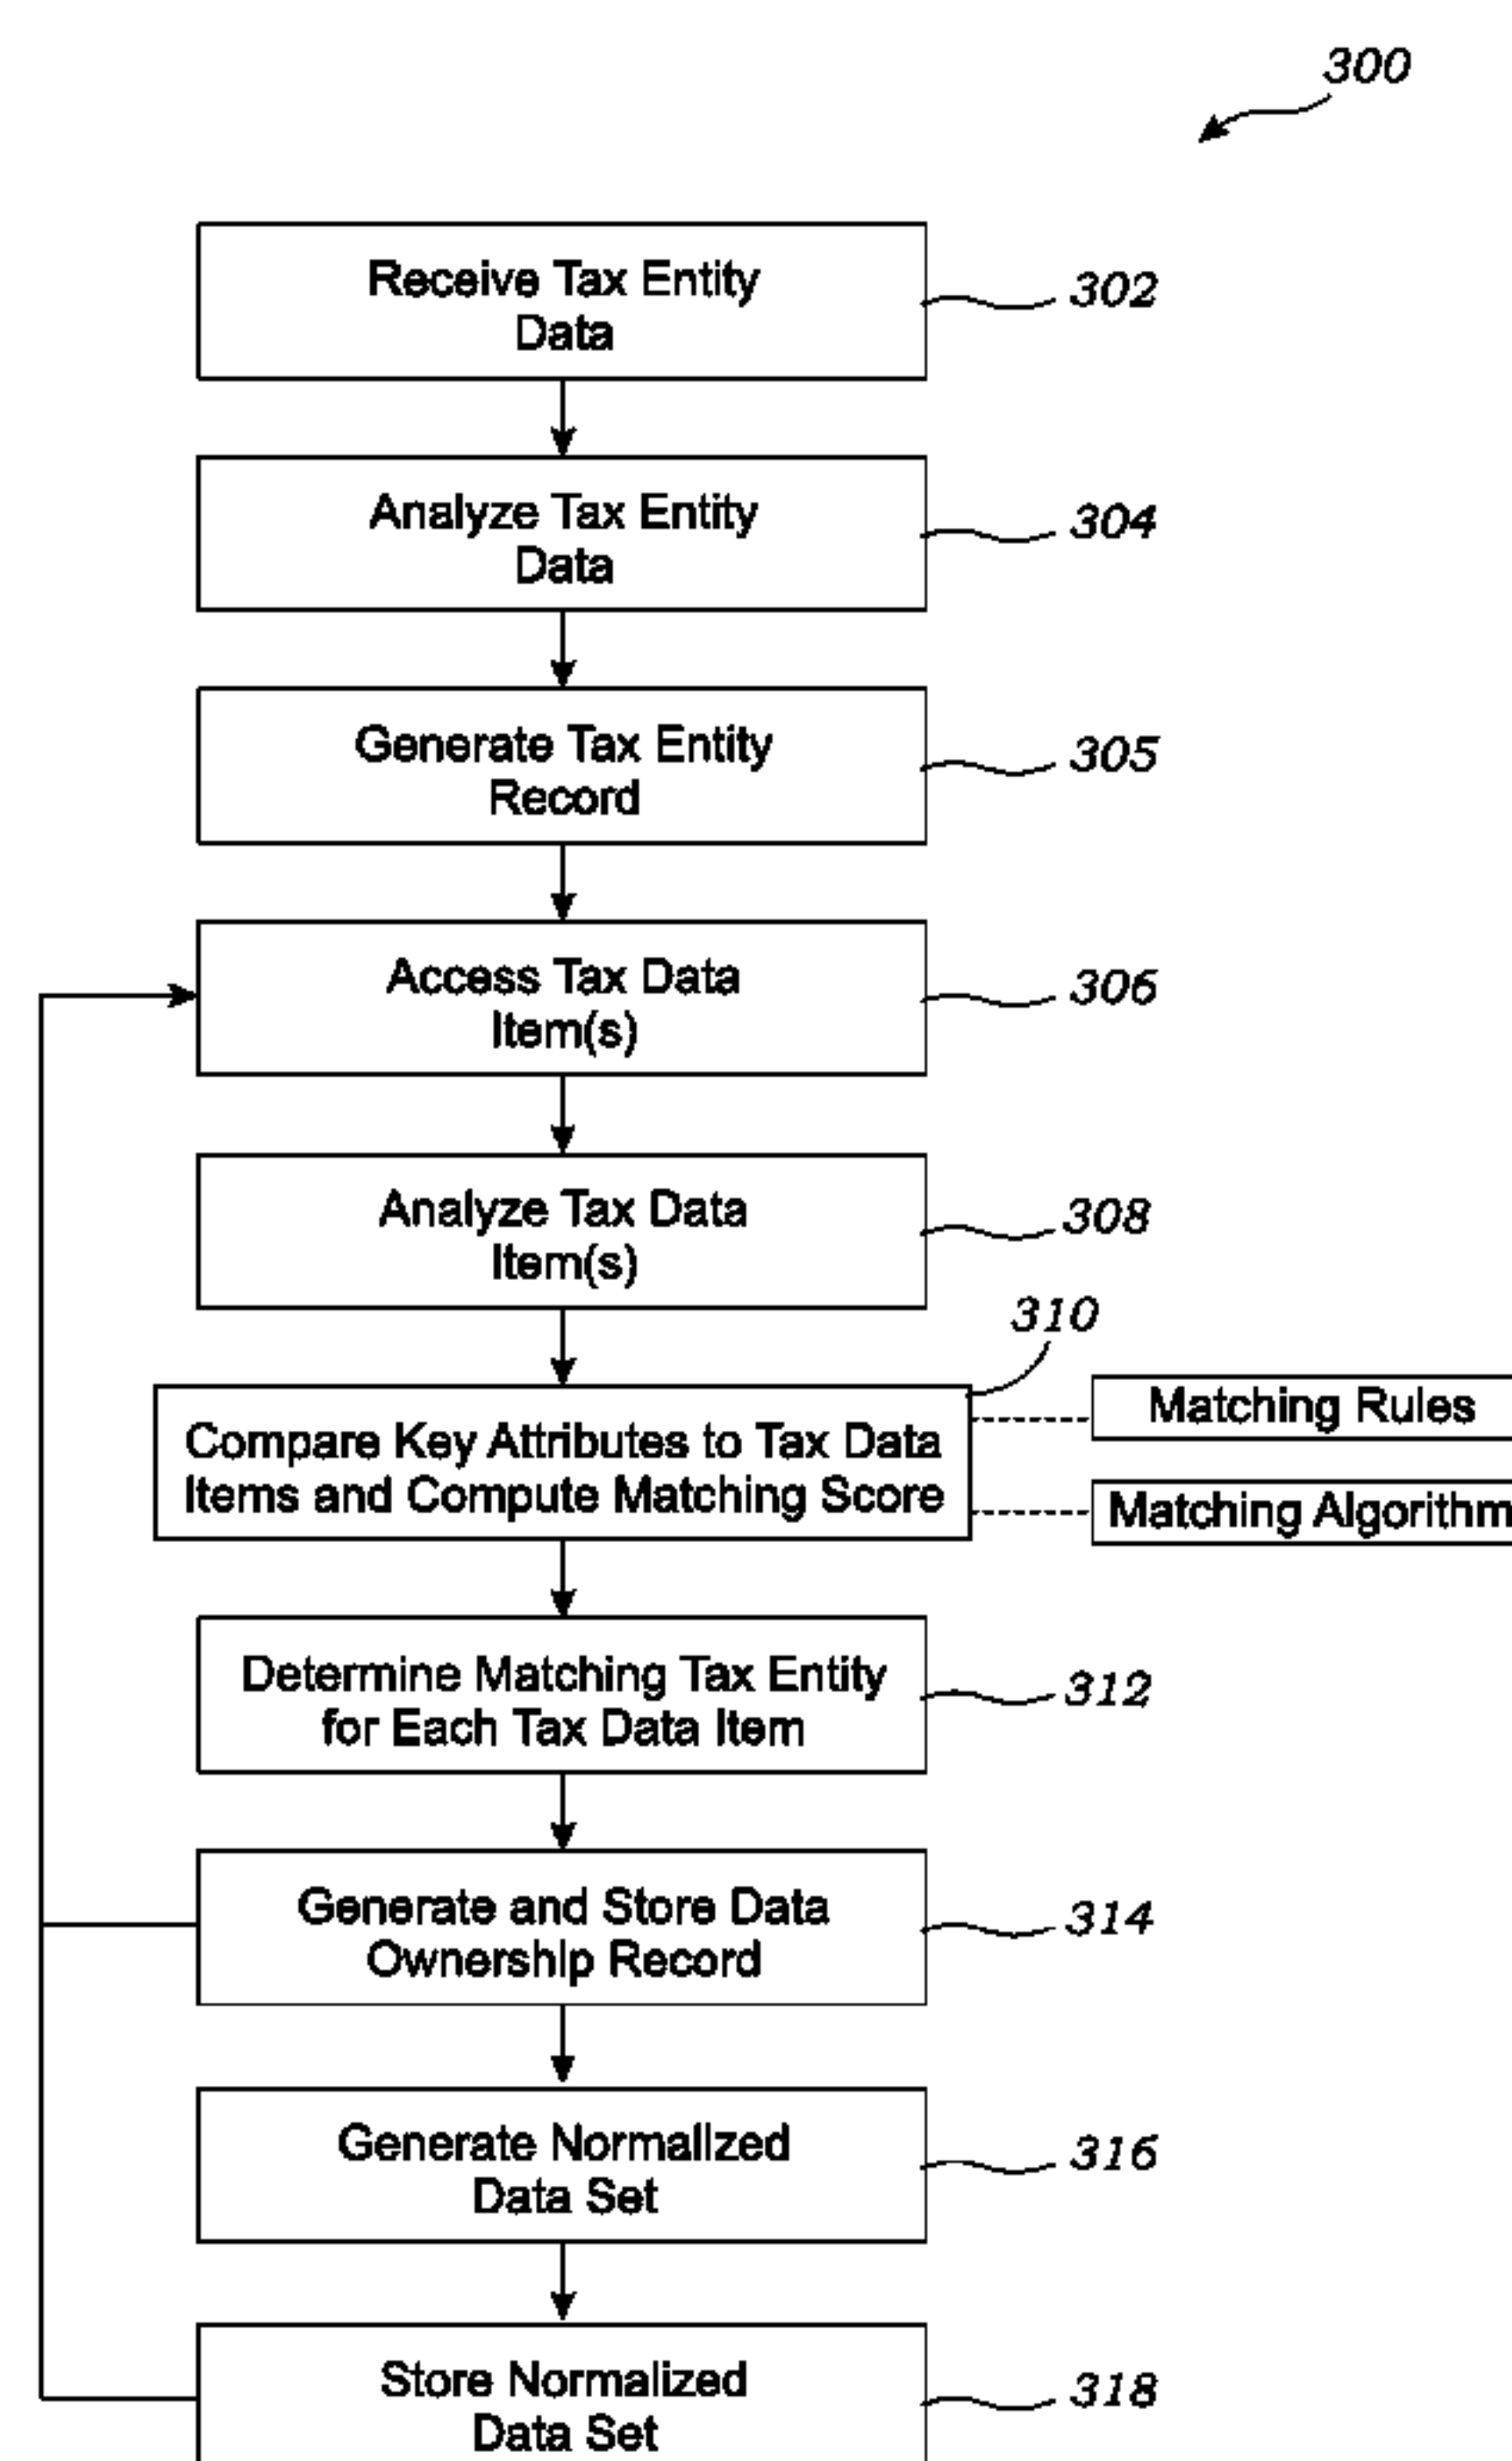 300
Receive Tax Entity
Data
302
Analyze Tax Entity
Data
304
Generate Tax Entity
Record
305
Access Tax Data
Item(s)
306
Analyze Tax Data
Item(s)
308
310
Compare Key Attributes to Tax Data
Items and Compute Matching Score
Matching Rules
Matching Algorithm
Determine Matching Tax Entity
for Each Tax Data Item
312
Generate and Store Data
Ownership Record
314
Generate Normalized
Data Set
316
Store Normalized
Data Set
318